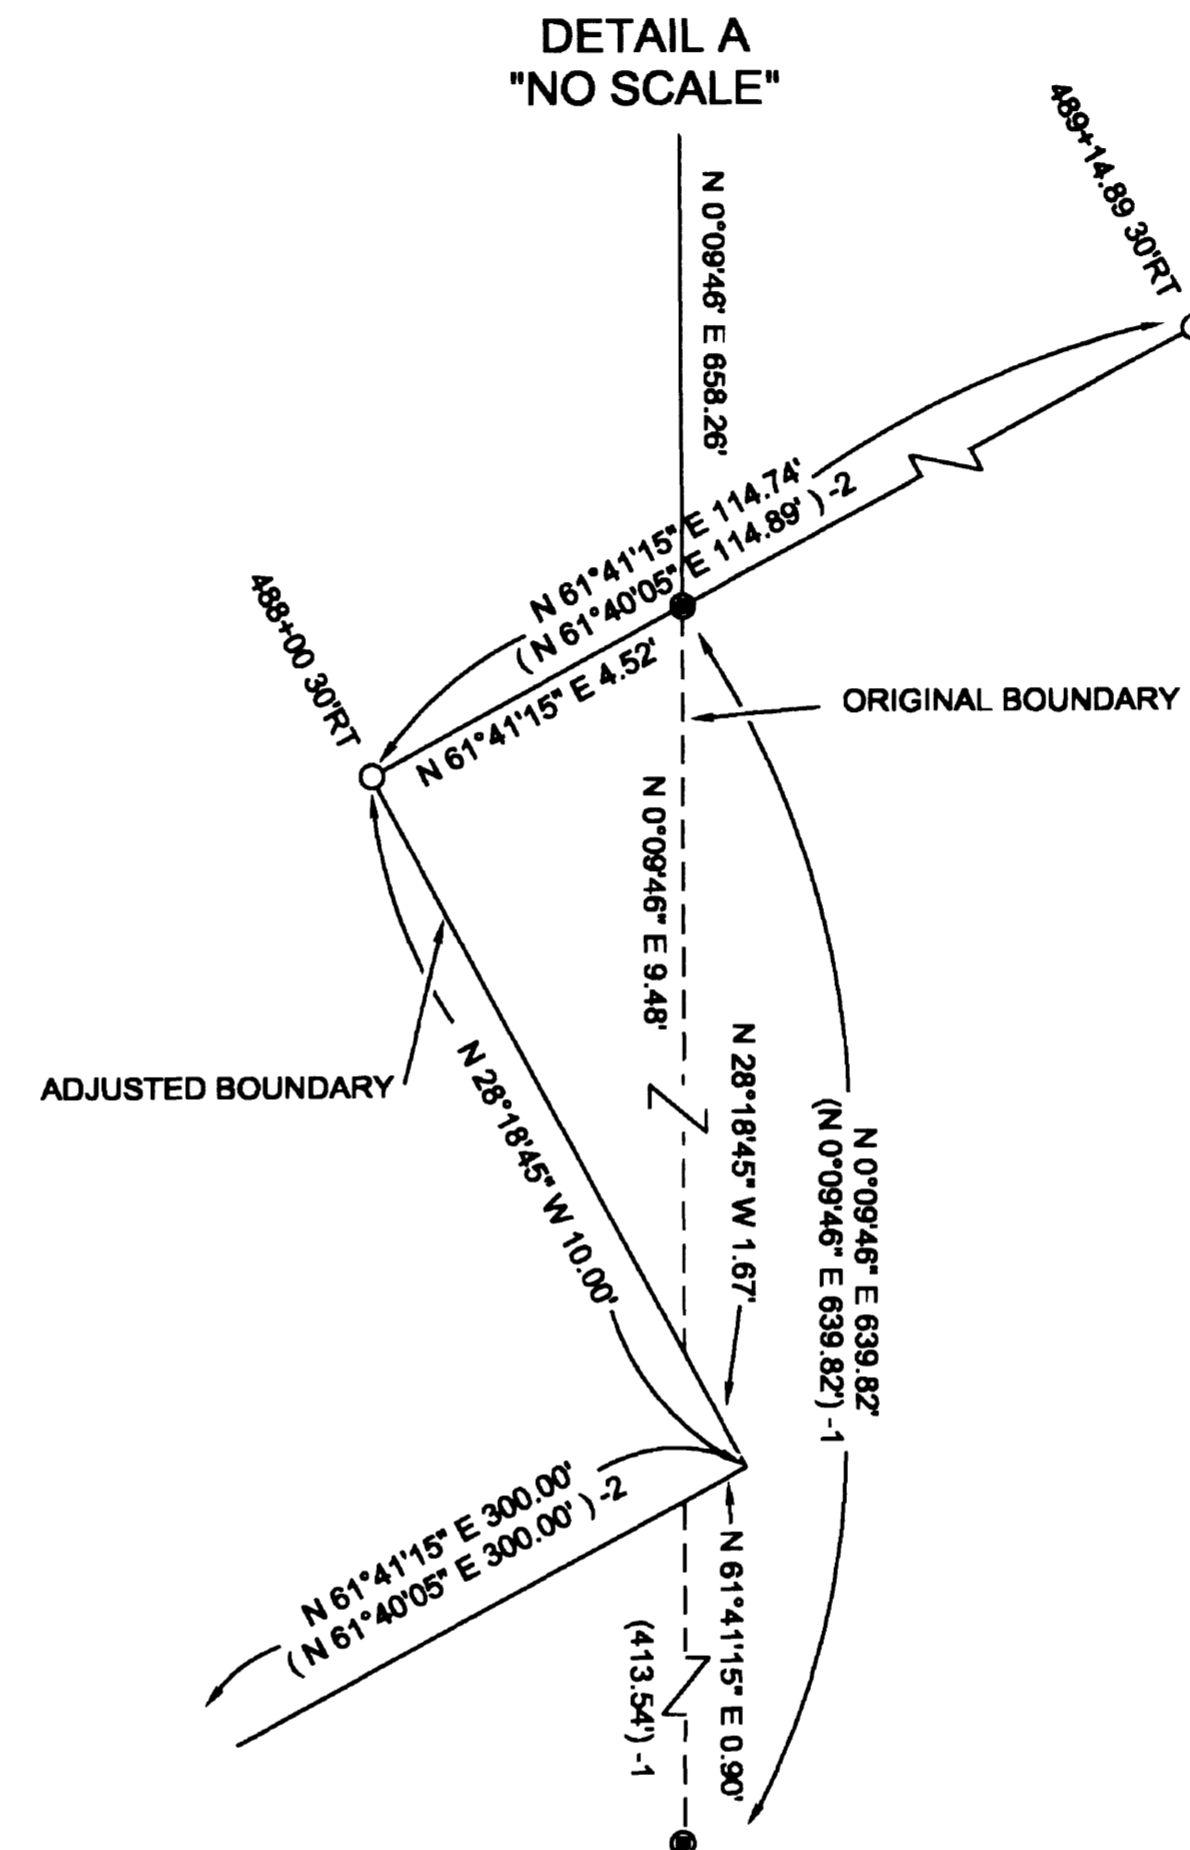 DETAIL A
"NO SCALE"
489+14.89 30'RT
N 0°09'46' E 658.26'
N 61°41'15" E 114.74'
( N 61°40'05" E 114.89' ) -2
N 61°41'15" E 4.52'
488+00 30'RT
ORIGINAL BOUNDARY
N 0°09'46" E 9.48'
ADJUSTED BOUNDARY
N 28°18'45" W 10.00'
N 28°18'45" W 1.67'
N 0°09'46" E 639.82'
(N 0°09'46" E 639.82') -1
N 61°41'15" E 300.00'
( N 61°40'05" E 300.00' ) -2
N 61°41'15" E 0.90'
(413.54') -1